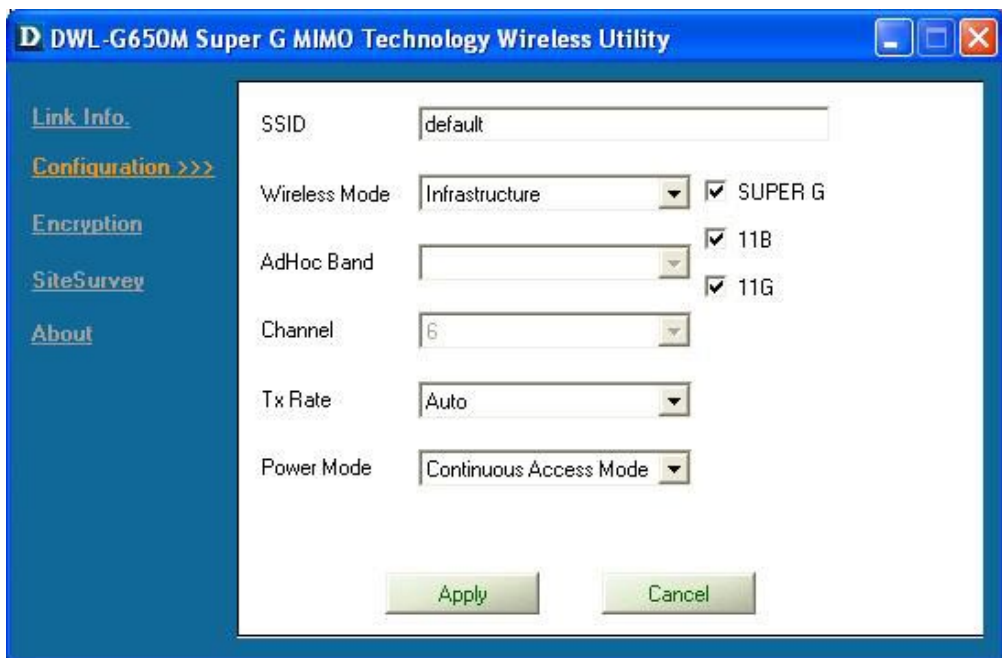 D DWL-G650M Super G MIMO Technology Wireless Utility
Link Info.
Configuration >>>
Encryption
SiteSurvey
About
SSID default
Wireless Mode Infrastructure SUPER G
11B
AdHoc Band
11G
Channel 6
Tx Rate Auto
Power Mode Continuous Access Mode
Apply Cancel